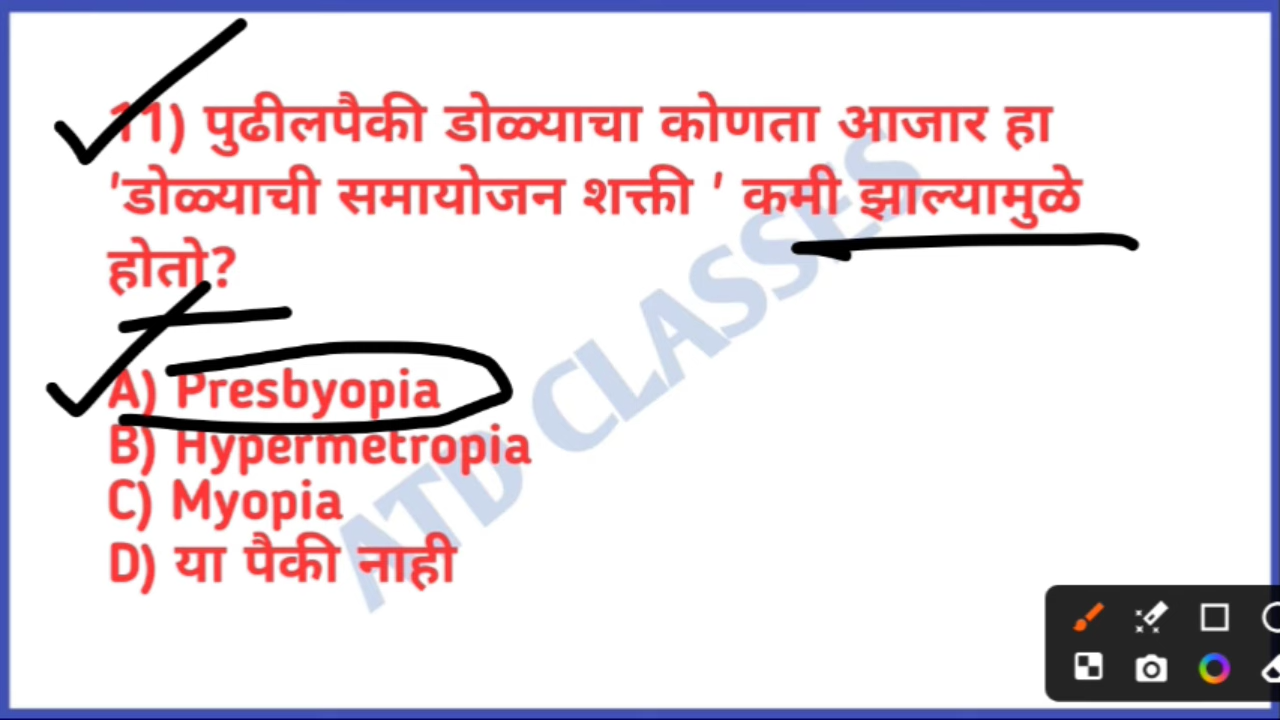 11) पुढीलपैकी डोळ्याचा कोणता आजार हा
'डोळ्याची समायोजन शक्ती ' कमी झाल्यामुळे
होतो?
A) Presbyopia
B) Hypermetropia
C) Myopia
D) या पैकी नाही
ATD CLASSES